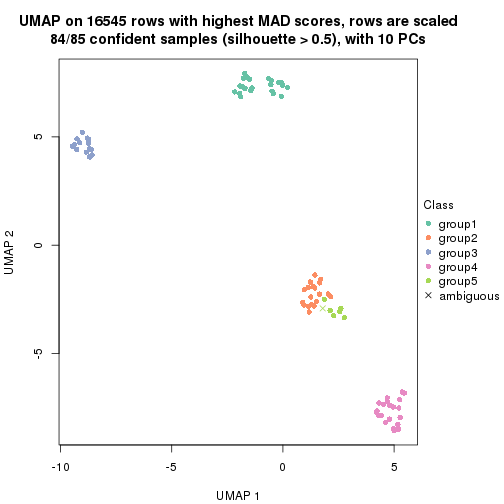 UMAP on 16545 rows with highest MAD scores, rows are scaled
84/85 confident samples (silhouette > 0.5), with 10 PCs
5
0
-5
UMAP 2
-10
-5
0
5
UMAP 1
Class
group1
group2
group3
group4
group5
ambiguous